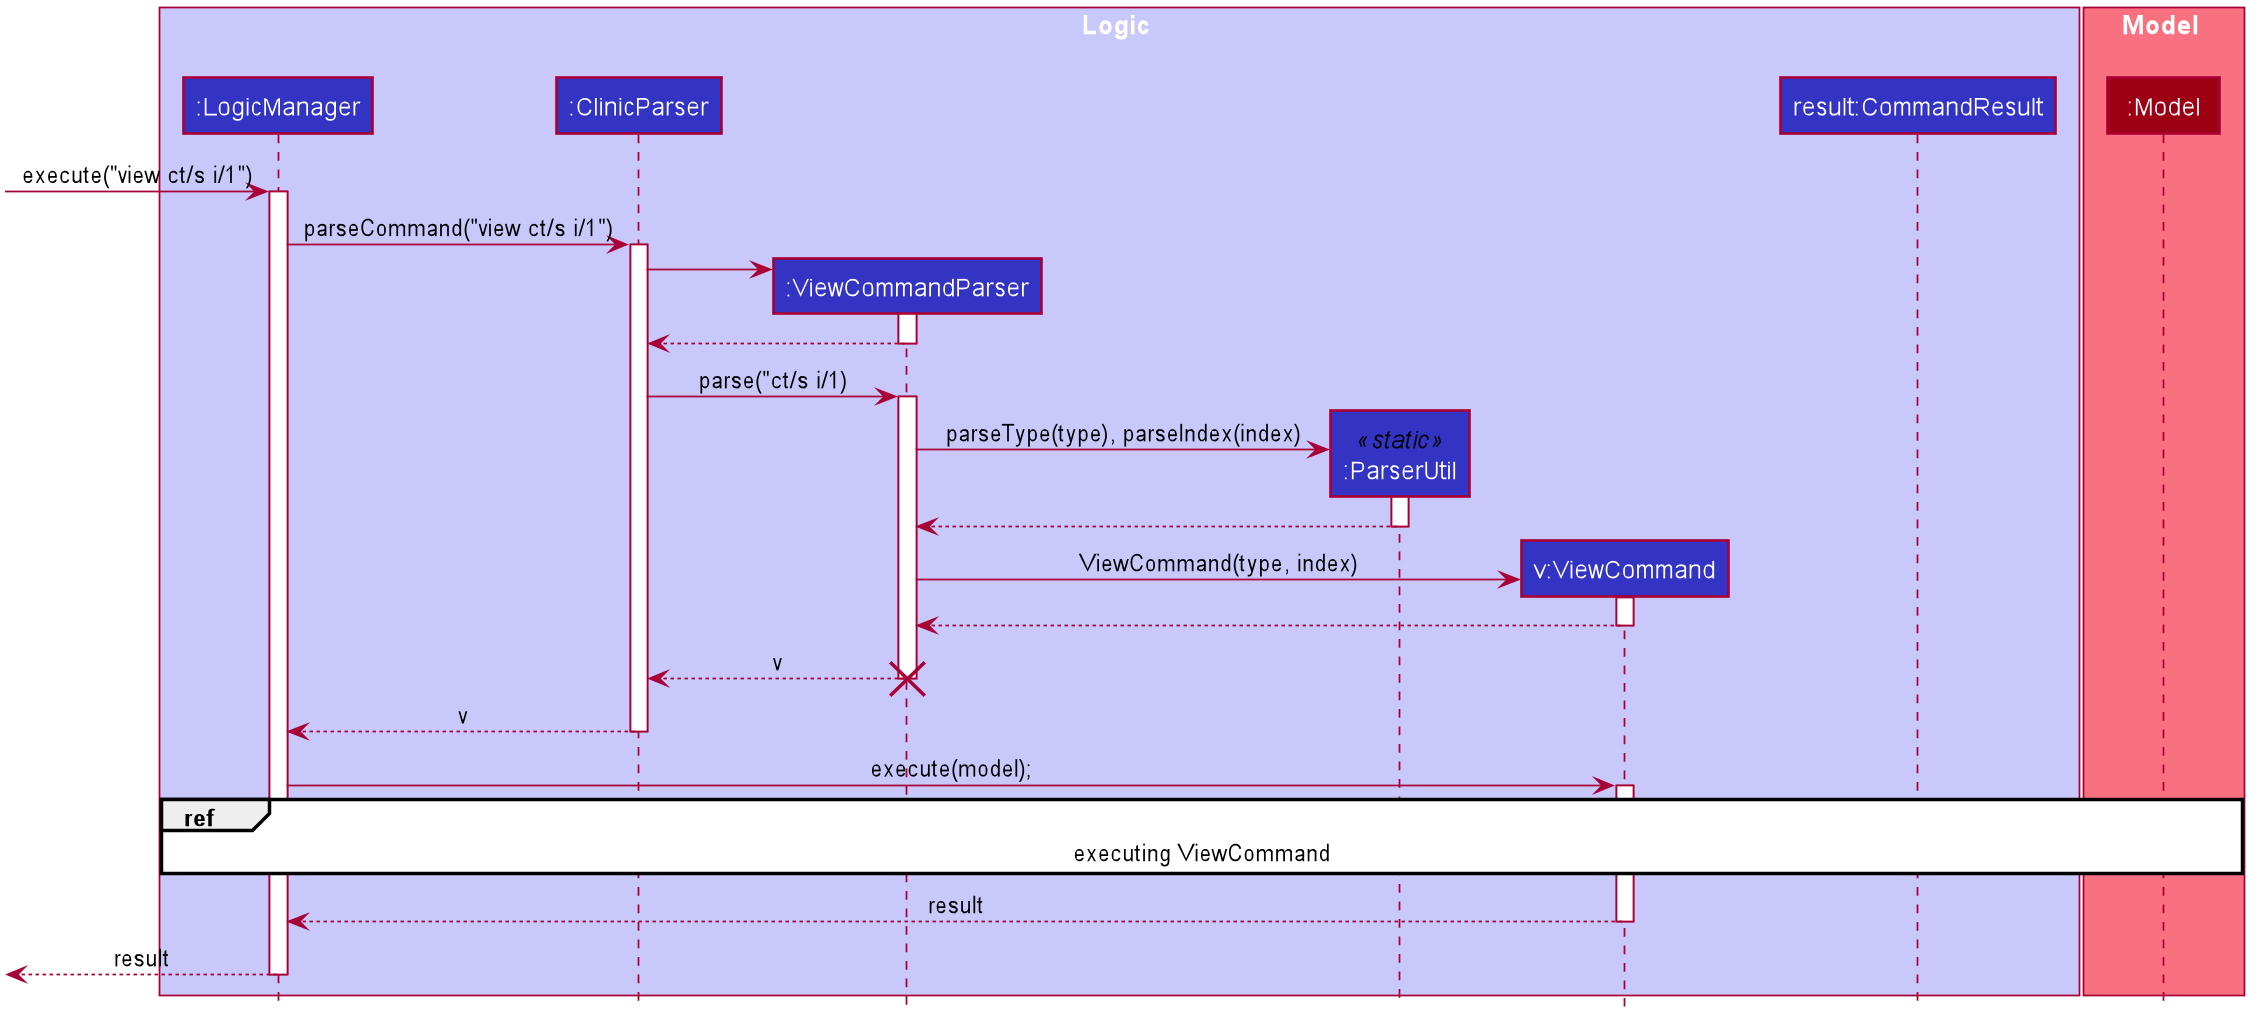 Logic
Model
:LogicManager
:ClinicParser
result:CommandResult
:Model
execute("view ct/s i/1")
parseCommand("view ct/s i/1")
:ViewCommandParser
parse("ct/s i/1)
parseType(type), parseIndex(index)
«static»
:ParserUtil
ViewCommand(type, index)
v:ViewCommand
v
v
execute(model);
ref
executing ViewCommand
result
result